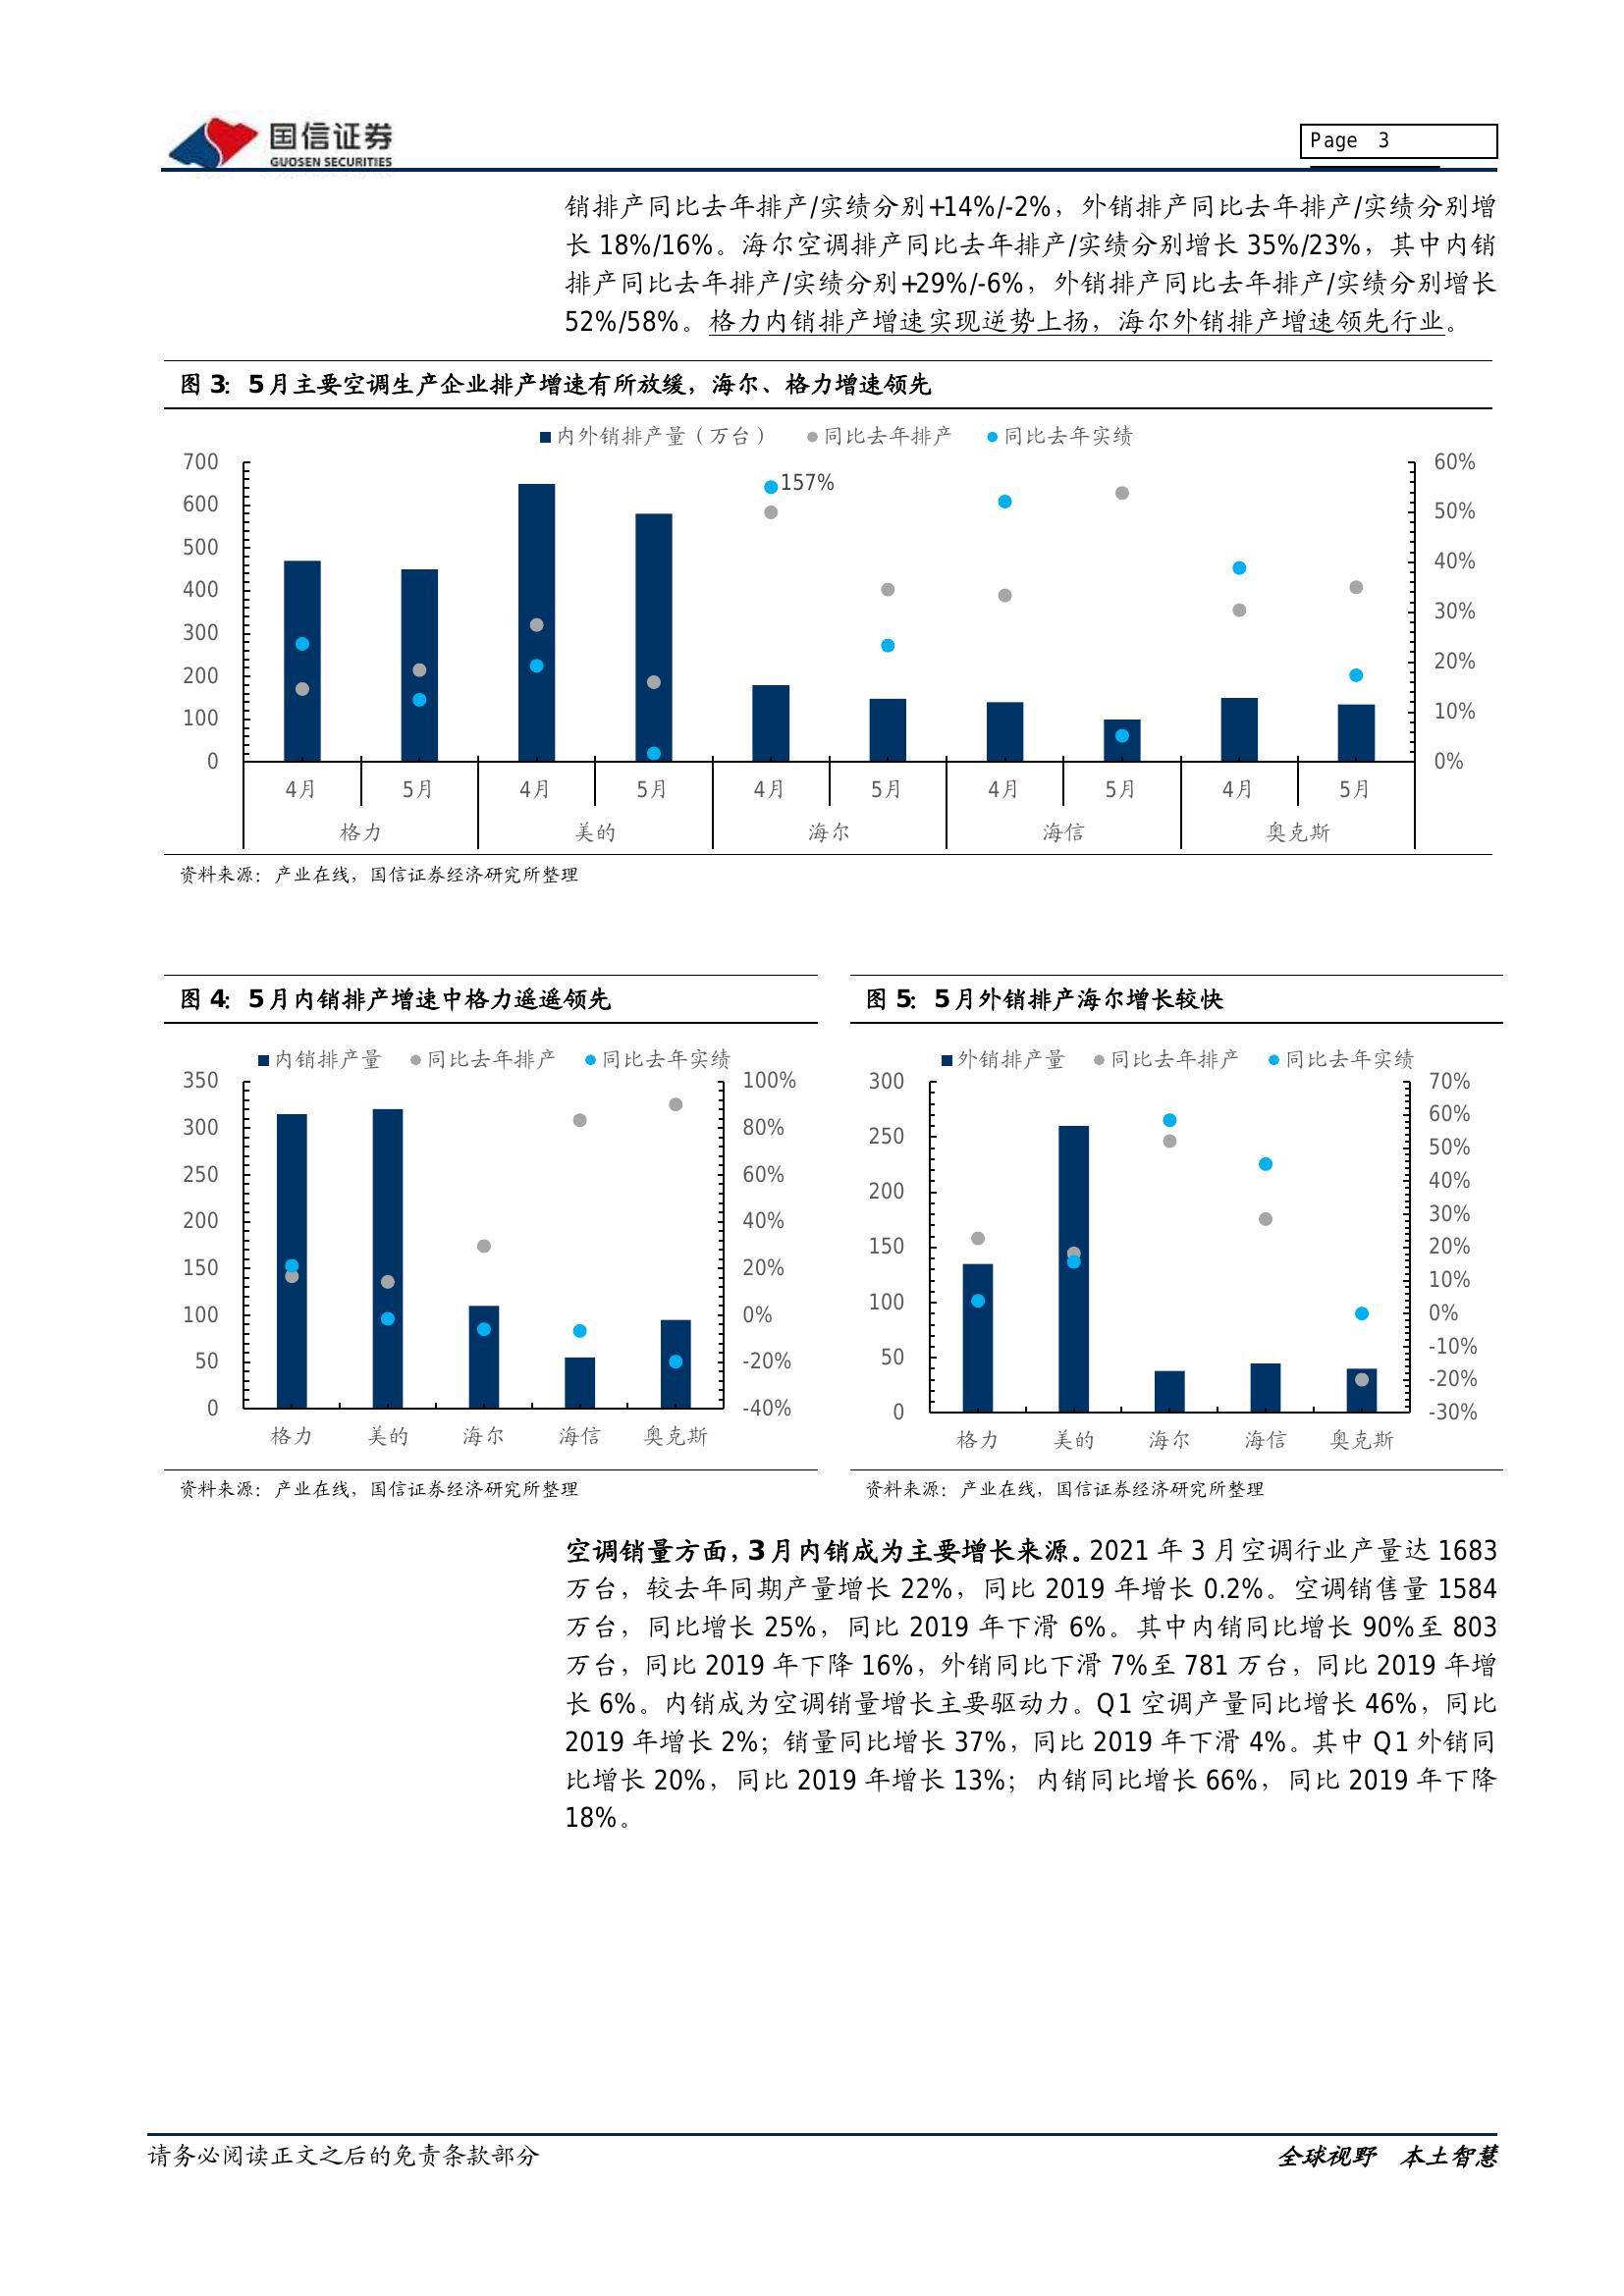 国信证券
GUOSEN SECURITIES
Page 3
销排产同比去年排产/实绩分别+14%/-2%，外销排产同比去年排产/实绩分别增
长 18%/16%。海尔空调排产同比去年排产/实绩分别增长 35%/23%，其中内销
排产同比去年排产/实绩分别+29%/-6%，外销排产同比去年排产/实绩分别增长
52%/58%。格力内销排产增速实现逆势上扬，海尔外销排产增速领先行业。
图 3：5月主要空调生产企业排产增速有所放缓，海尔、格力增速领先
内外销排产量（万台） 同比去年排产 同比去年实绩
700 60%
157%
600 50%
500
400 40%
300 30%
200 20%
100 10%
0 0%
4月 5月 4月 5月 4月 5月 4月 5月 4月 5月
格力 美的 海尔 海信 奥克斯
资料来源：产业在线，国信证券经济研究所整理
图 4：5月内销排产增速中格力遥遥领先
内销排产量 同比去年排产 同比去年实绩
350 100%
300 80%
250 60%
200 40%
150 20%
100 0%
50 -20%
0 -40%
格力 美的 海尔 海信 奥克斯
资料来源：产业在线，国信证券经济研究所整理
图 5：5月外销排产海尔增长较快
外销排产量 同比去年排产 同比去年实绩
300 70%
60%
250 50%
200 40%
30%
150 20%
10%
100 0%
50 -10%
-20%
0 -30%
格力 美的 海尔 海信 奥克斯
资料来源：产业在线，国信证券经济研究所整理
空调销量方面，3月内销成为主要增长来源。2021 年 3 月空调行业产量达 1683
万台，较去年同期产量增长 22%，同比 2019 年增长 0.2%。空调销售量 1584
万台，同比增长 25%，同比 2019 年下滑 6%。其中内销同比增长 90%至 803
万台，同比 2019 年下降 16%，外销同比下滑 7%至 781 万台，同比 2019 年增
长 6%。内销成为空调销量增长主要驱动力。Q1 空调产量同比增长 46%，同比
2019 年增长 2%；销量同比增长 37%，同比 2019 年下滑 4%。其中 Q1 外销同
比增长 20%，同比 2019 年增长 13%；内销同比增长 66%，同比 2019 年下降
18%。
请务必阅读正文之后的免责条款部分
全球视野 本土智慧